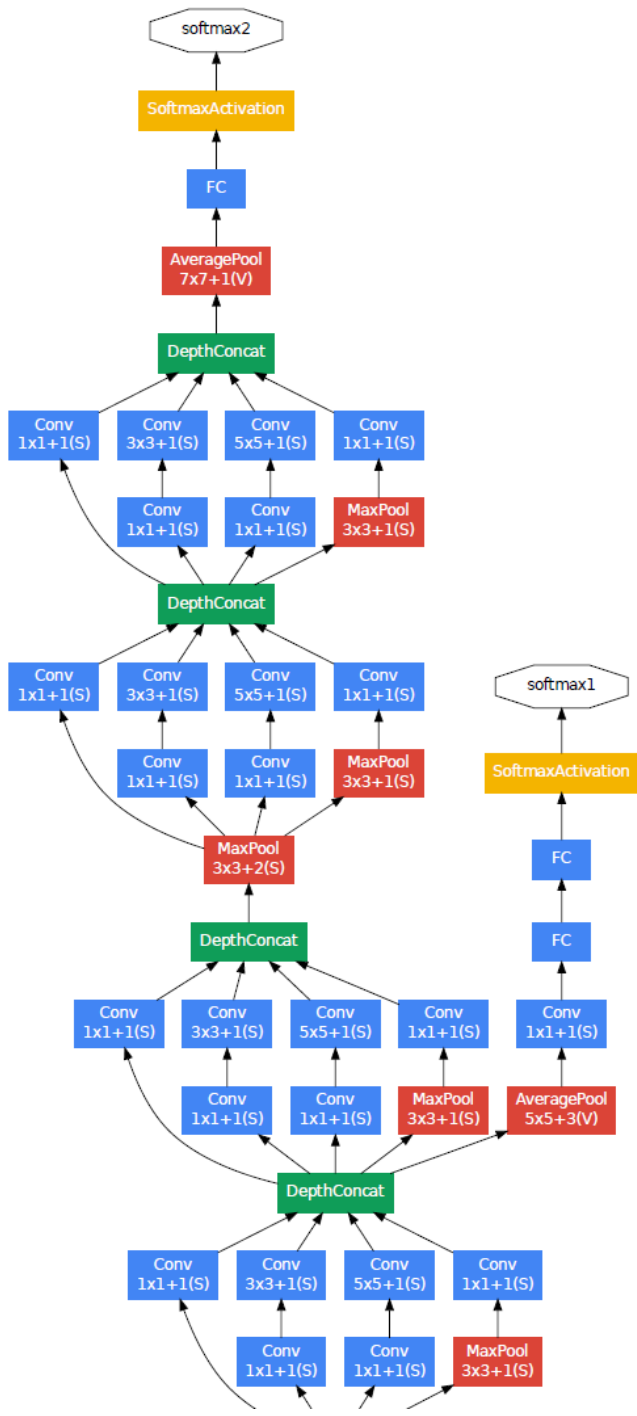 softmax2
SoftmaxActivation
FC
AveragePool
7x7+1(V)
DepthConcat
Conv
1x1+1(S)
Conv
3x3+1(S)
Conv
5x5+1(S)
Conv
1x1+1(S)
Conv
1x1+1(S)
Conv
1x1+1(S)
MaxPool
3x3+1(S)
DepthConcat
Conv
1x1+1(S)
Conv
3x3+1(S)
Conv
5x5+1(S)
Conv
1x1+1(S)
softmax1
Conv
1x1+1(S)
Conv
1x1+1(S)
MaxPool
3x3+1(S)
SoftmaxActivation
MaxPool
3x3+2(S)
FC
DepthConcat
FC
Conv
1x1+1(S)
Conv
3x3+1(S)
Conv
5x5+1(S)
Conv
1x1+1(S)
Conv
1x1+1(S)
Conv
1x1+1(S)
Conv
1x1+1(S)
MaxPool
3x3+1(S)
AveragePool
5x5+3(V)
DepthConcat
Conv
1x1+1(S)
Conv
3x3+1(S)
Conv
5x5+1(S)
Conv
1x1+1(S)
Conv
1x1+1(S)
Conv
1x1+1(S)
MaxPool
3x3+1(S)